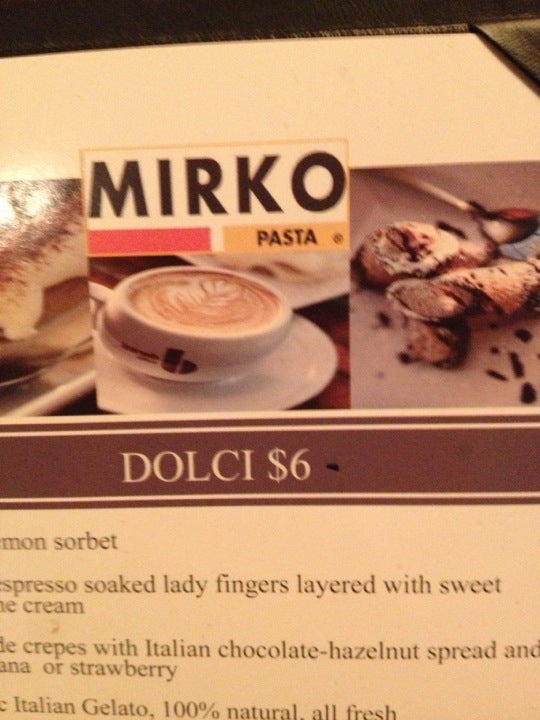 MIRKO
PASTA ®
DOLCI $6
mon sorbet
espresso soaked lady fingers layered with sweet
ne cream
de crepes with Italian chocolate-hazelnut spread and
ana or strawberry
c Italian Gelato, 100% natural, all fresh